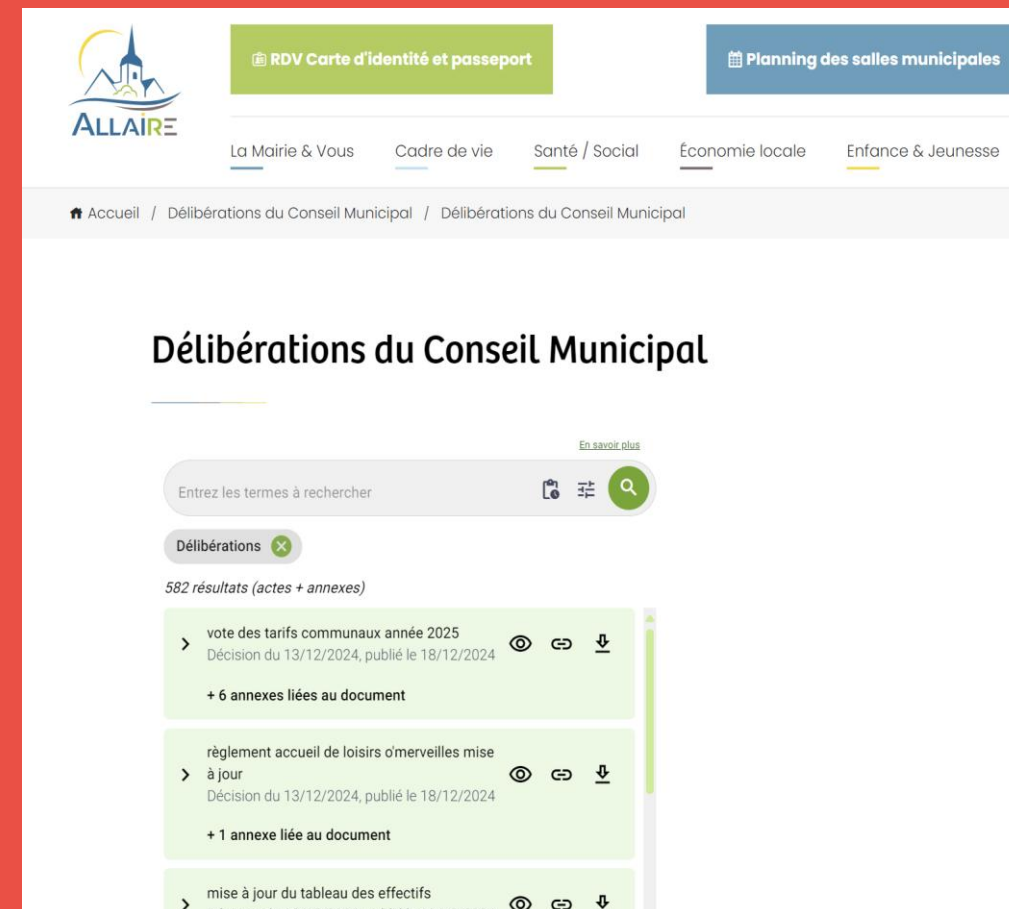 RDV Carte d'identité et passeport
Planning des salles municipales
ALLAIRE
La Mairie & Vous
Cadre de vie
Santé / Social
Économie locale
Enfance & Jeunesse
Accueil / Délibérations du Conseil Municipal / Délibérations du Conseil Municipal
Délibérations du Conseil Municipal
En savoir plus
Entrez les termes à rechercher
Délibérations
582 résultats (actes + annexes)
vote des tarifs communaux année 2025
Décision du 13/12/2024, publié le 18/12/2024
+ 6 annexes liées au document
règlement accueil de loisirs o'merveilles mise
à jour
Décision du 13/12/2024, publié le 18/12/2024
+ 1 annexe liée au document
mise à jour du tableau des effectifs